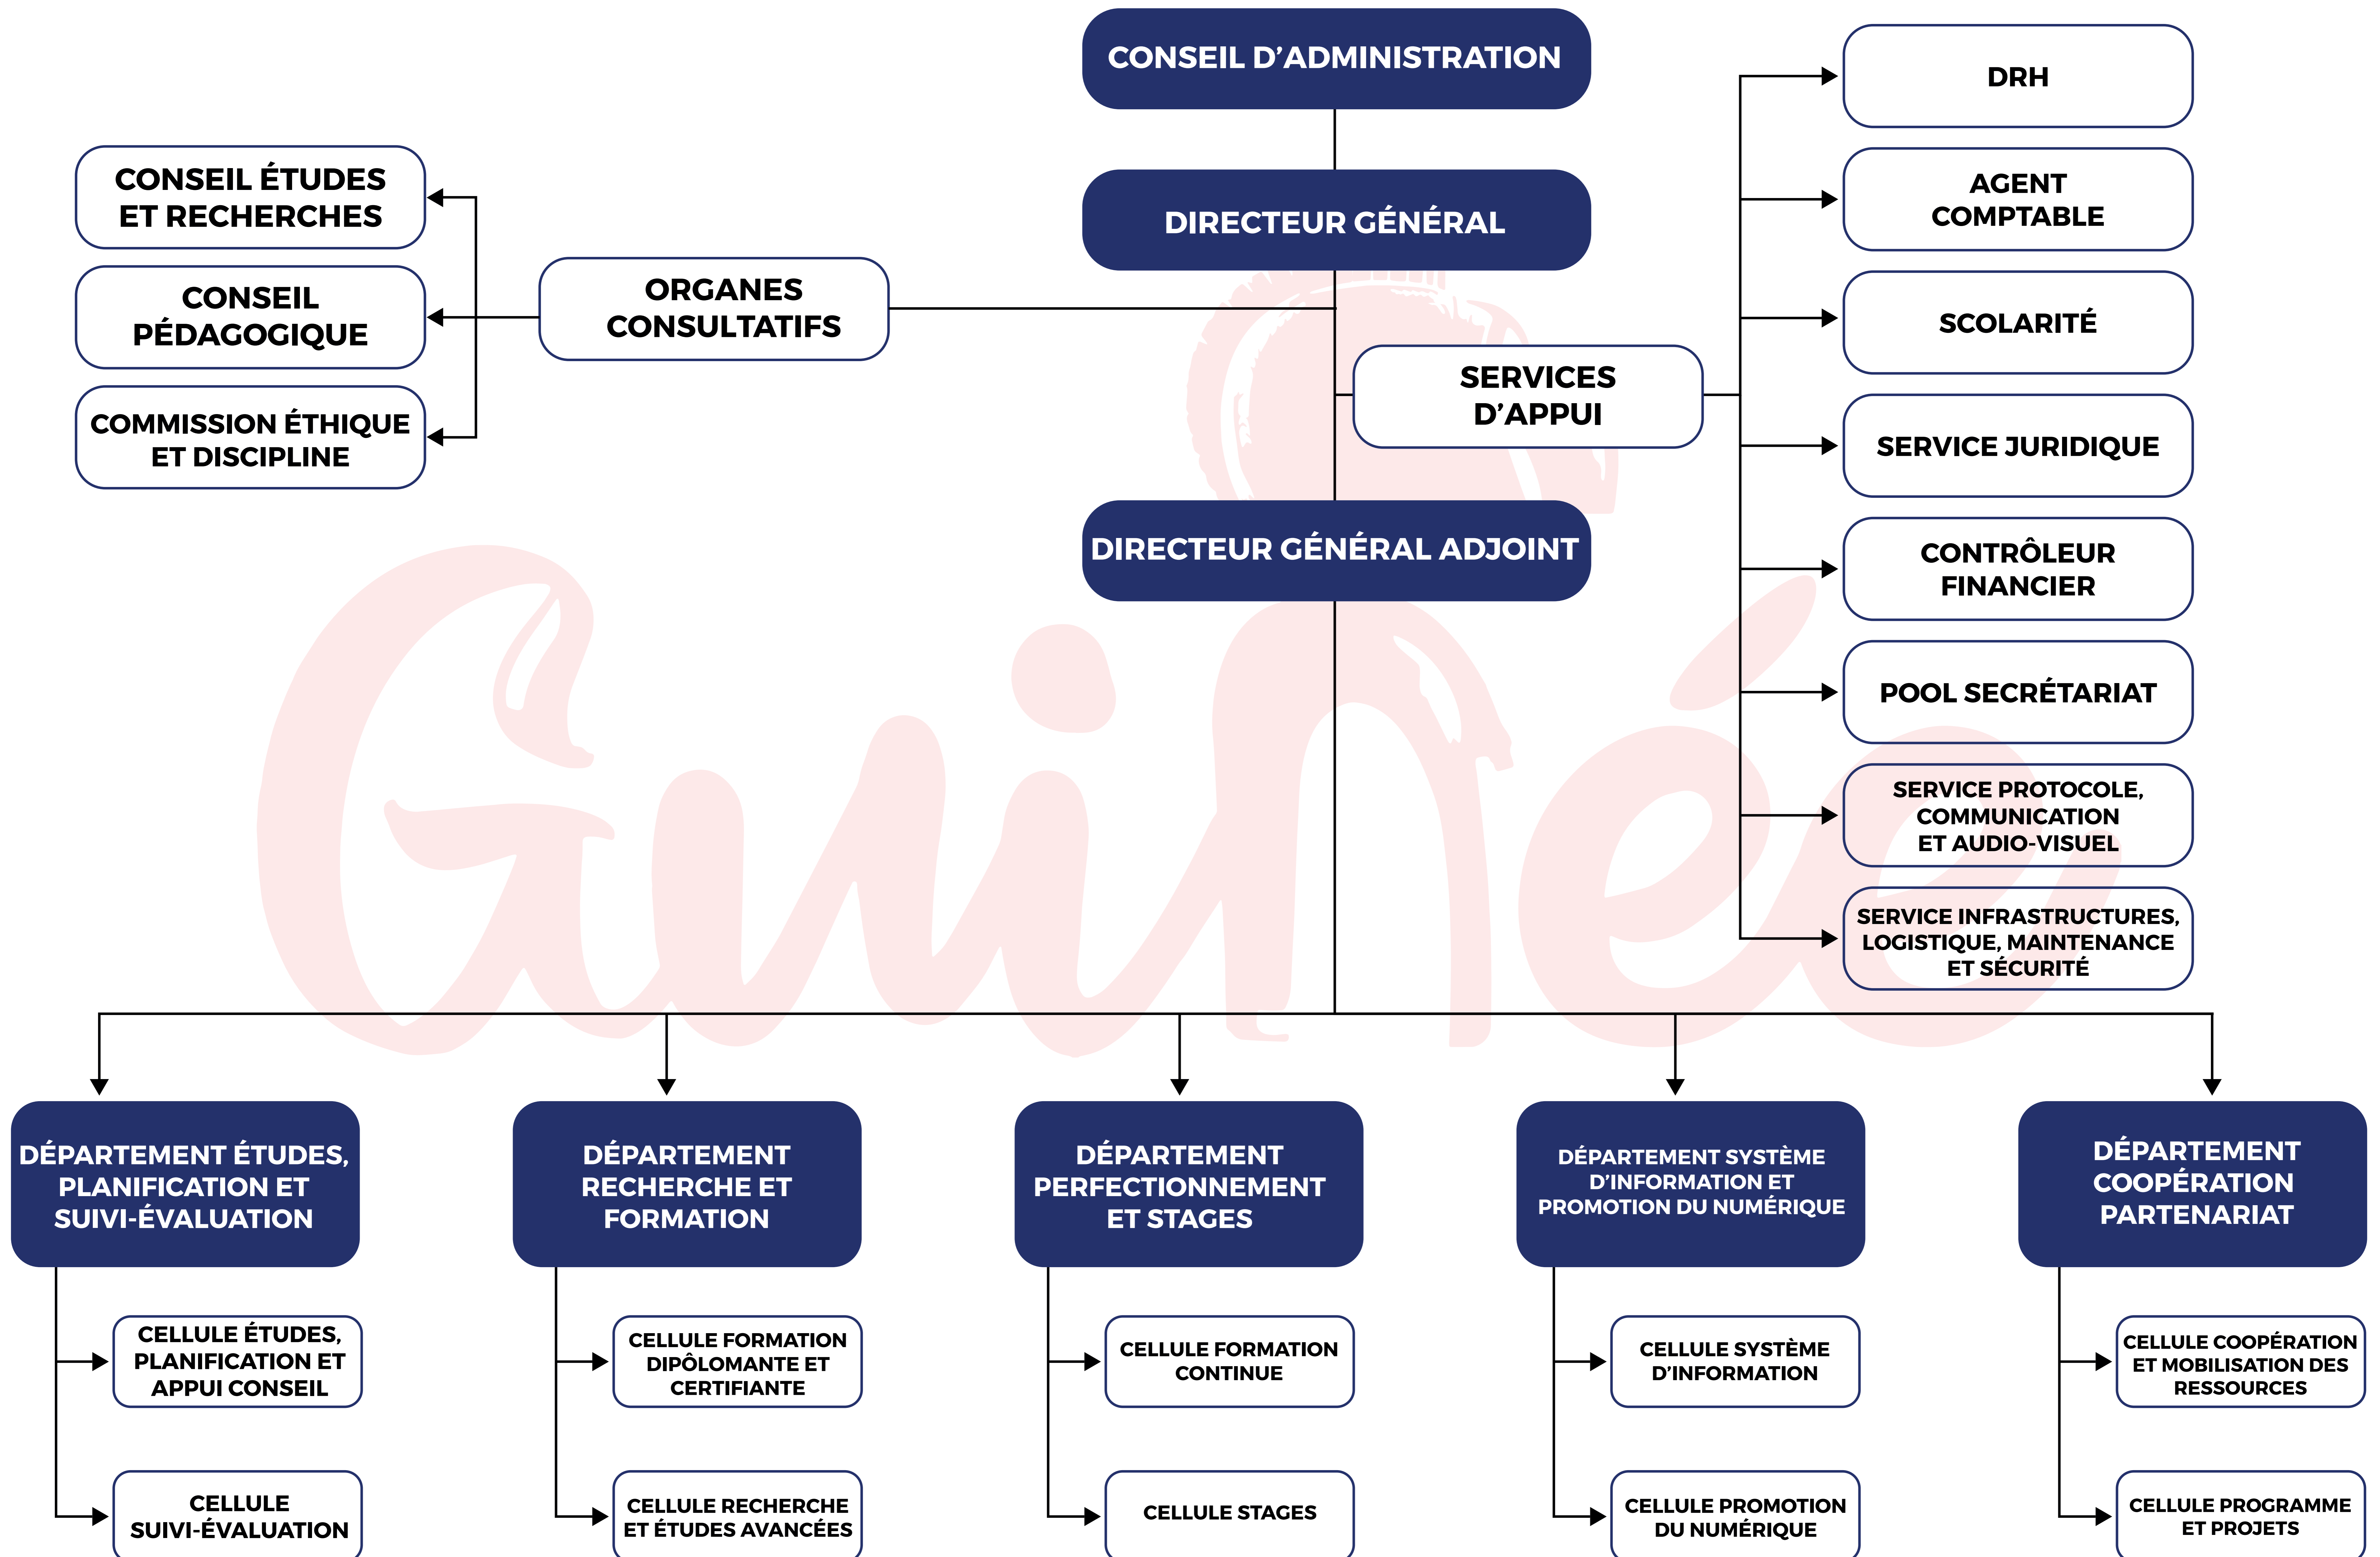 CONSEIL D'ADMINISTRATION
DIRECTEUR GÉNÉRAL
ORGANES
CONSULTATIFS
CONSEIL ÉTUDES
ET RECHERCHES
CONSEIL
PÉDAGOGIQUE
COMMISSION ÉTHIQUE
ET DISCIPLINE
SERVICES
D'APPUI
DRH
AGENT
COMPTABLE
SCOLARITÉ
SERVICE JURIDIQUE
CONTRÔLEUR
FINANCIER
POOL SECRÉTARIAT
SERVICE PROTOCOLE,
COMMUNICATION
ET AUDIO-VISUEL
SERVICE INFRASTRUCTURES,
LOGISTIQUE, MAINTENANCE
ET SÉCURITÉ
DIRECTEUR GÉNÉRAL ADJOINT
Guinée
DÉPARTEMENT ÉTUDES,
PLANIFICATION ET
SUIVI-ÉVALUATION
CELLULE ÉTUDES,
PLANIFICATION ET
APPUI CONSEIL
CELLULE
SUIVI-ÉVALUATION
DÉPARTEMENT
RECHERCHE ET
FORMATION
CELLULE FORMATION
DIPÔLOMANTE ET
CERTIFIANTE
CELLULE RECHERCHE
ET ÉTUDES AVANCÉES
DÉPARTEMENT
PERFECTIONNEMENT
ET STAGES
CELLULE FORMATION
CONTINUE
CELLULE STAGES
DÉPARTEMENT SYSTÈME
D'INFORMATION ET
PROMOTION DU NUMÉRIQUE
CELLULE SYSTÈME
D'INFORMATION
CELLULE PROMOTION
DU NUMÉRIQUE
DÉPARTEMENT
COOPÉRATION
PARTENARIAT
CELLULE COOPÉRATION
ET MOBILISATION DES
RESSOURCES
CELLULE PROGRAMME
ET PROJETS